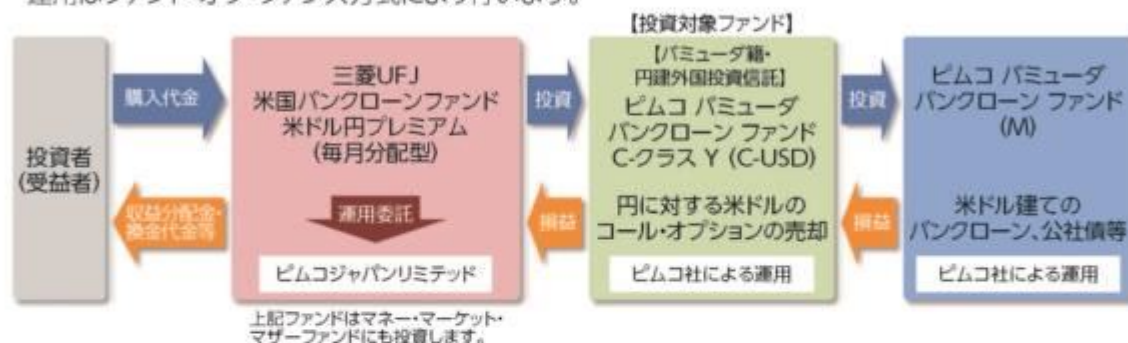 運用はファンド・オブ・ファンズ方式により行います。
【投資対象ファンド】
投資者
(受益者)
購入代金
収益分配金・
換金代金等
三菱UFJ
米国バンクローンファンド
米ドル円プレミアム
(毎月分配型)
運用委託
ピムコジャパンリミテッド
上記ファンドはマネー・マーケット・
マザーファンドにも投資します。
投資
損益
【バミューダ籍・
円建外国投資信託】
ピムコ バミューダ
バンクローン ファンド
C-クラス Y (C-USD)
円に対する米ドルの
コール・オプションの売却
ピムコ社による運用
投資
損益
ピムコ バミューダ
バンクローン ファンド
(M)
米ドル建ての
バンクローン、公社債等
ピムコ社による運用